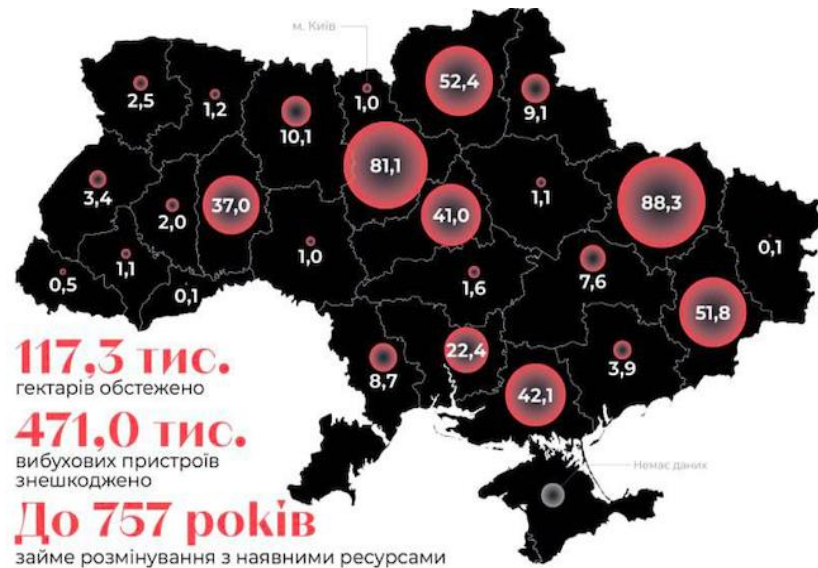 м. Київ
52,4
2,5
1,2
10,1
1,0
9,1
81,1
88,3
3,4
2,0
37,0
41,0
1,1
0,1
1,1
1,0
0,5
0,1
1,6
7,6
51,8
22,4
8,7
3,9
42,1
117,3 тис.
гектарів обстежено
471,0 тис.
вибухових пристроїв
знешкоджено
Немає даних
До 757 років
займе розмінування з наявними ресурсами